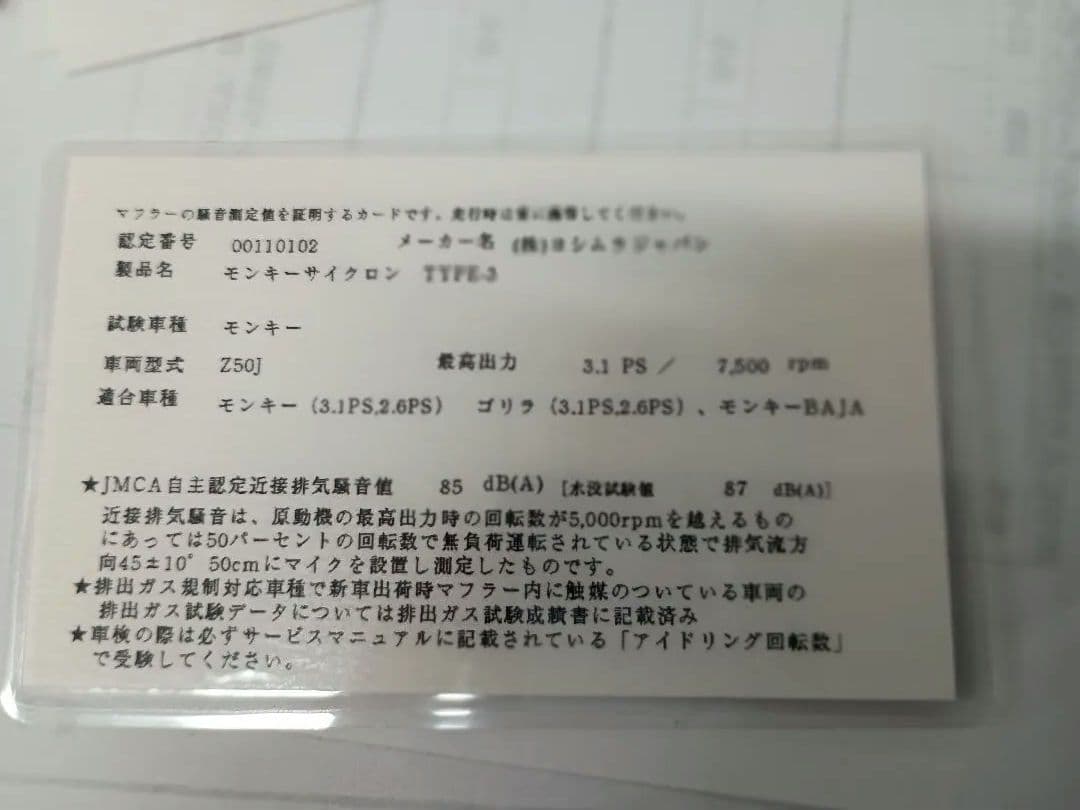 マフラーの騒音測定値を証明するカードです。走行時は常に携帯してください。
認定番号 00110102 メーカー名 (株)ヨシムラジャパン
製品名 モンキーサイクロン TYPE-3
試験車種 モンキー
車両型式 Z50J 最高出力 3.1 PS / 7,500 rpm
適合車種 モンキー(3.1PS,2.6PS) ゴリラ(3.1PS,2.6PS)、モンキーBAJA
★JMCA自主認定近接排気騒音値 85 dB(A) [水没試験値 87 dB(A)]
近接排気騒音は、原動機の最高出力時の回転数が5,000rpmを越えるもの
にあっては50パーセントの回転数で無負荷運転されている状態で排気流方
向45±10° 50cmにマイクを設置し測定したものです。
★排出ガス規制対応車種で新車出荷時マフラー内に触媒のついている車両の
排出ガス試験データについては排出ガス試験成績書に記載済み
★車検の際は必ずサービスマニュアルに記載されている「アイドリング回転数」
で受験してください。